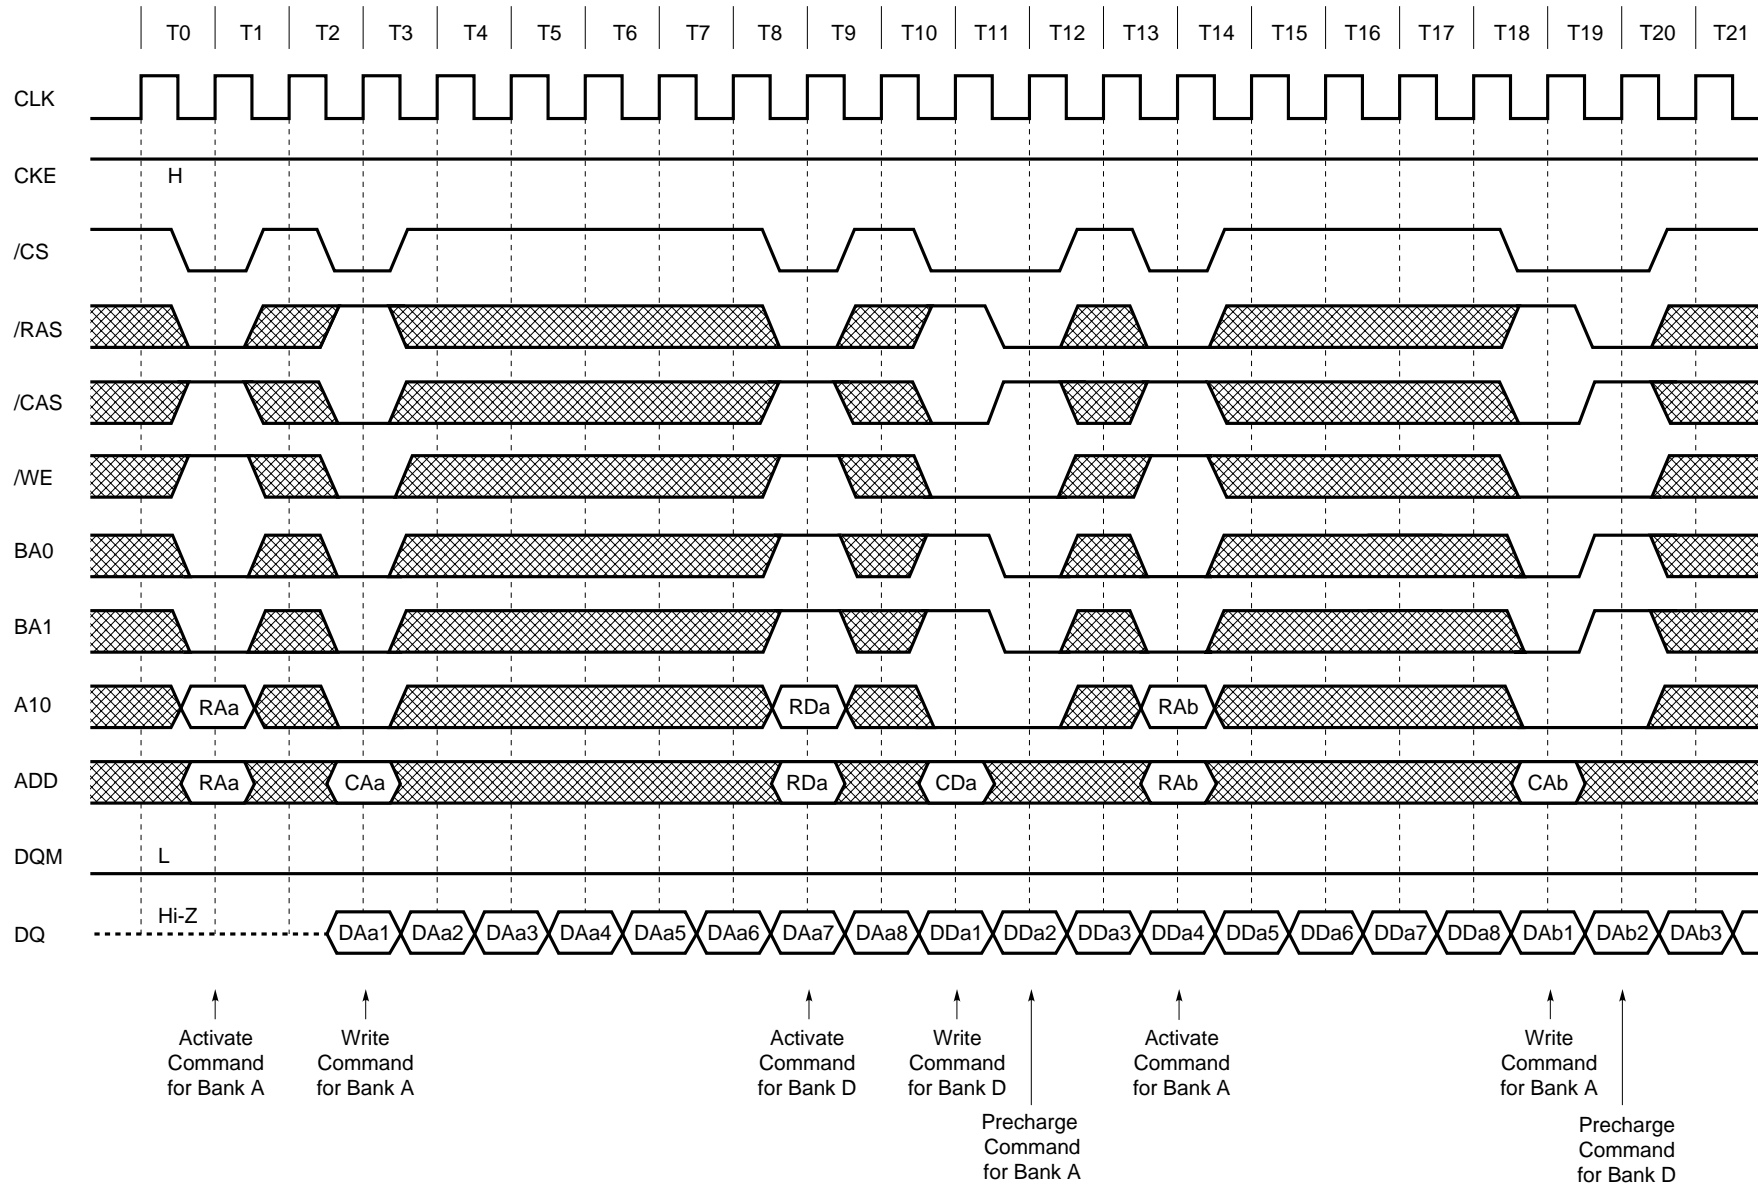 T0 T1 T2 T3 T4 T5 T6 T7 T8 T9 T10 T11 T12 T13 T14 T15 T16 T17 T18 T19 T20 T21
CLK
CKE H
/CS
/RAS
/CAS
/WE
BA0
BA1
A10 RAa RDa RAb
ADD RAa CAa RDa CDa RAb CAb
DQM L
DQ Hi-Z DAa1 DAa2 DAa3 DAa4 DAa5 DAa6 DAa7 DAa8 DDa1 DDa2 DDa3 DDa4 DDa5 DDa6 DDa7 DDa8 DAb1 DAb2 DAb3
Activate
Command
for Bank A
Write
Command
for Bank A
Activate
Command
for Bank D
Write
Command
for Bank D
Precharge
Command
for Bank A
Activate
Command
for Bank A
Write
Command
for Bank A
Precharge
Command
for Bank D